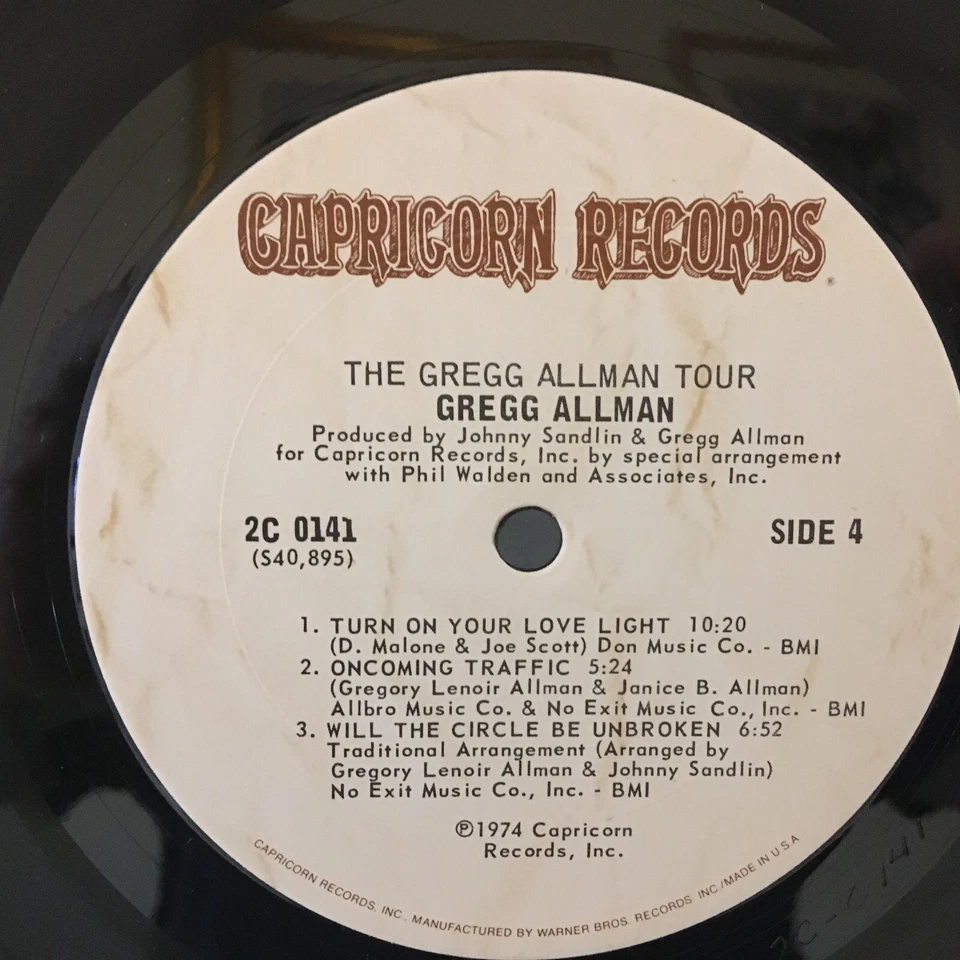 CAPRICORN RECORDS
®
THE GREGG ALLMAN TOUR
GREGG ALLMAN
Produced by Johnny Sandlin & Gregg Allman
for Capricorn Records, Inc. by special arrangement
with Phil Walden and Associates, Inc.
2C 0141
(S40,895)
SIDE 4
1. TURN ON YOUR LOVE LIGHT 10:20
(D. Malone & Joe Scott) Don Music Co. - BMI
2. ONCOMING TRAFFIC 5:24
(Gregory Lenoir Allman & Janice B. Allman)
Allbro Music Co. & No Exit Music Co., Inc. - BMI
3. WILL THE CIRCLE BE UNBROKEN 6:52
Traditional Arrangement (Arranged by
Gregory Lenoir Allman & Johnny Sandlin)
No Exit Music Co., Inc. - BMI
℗1974 Capricorn
Records, Inc.
CAPRICORN RECORDS, INC., MANUFACTURED BY WARNER BROS. RECORDS INC./MADE IN U.S.A